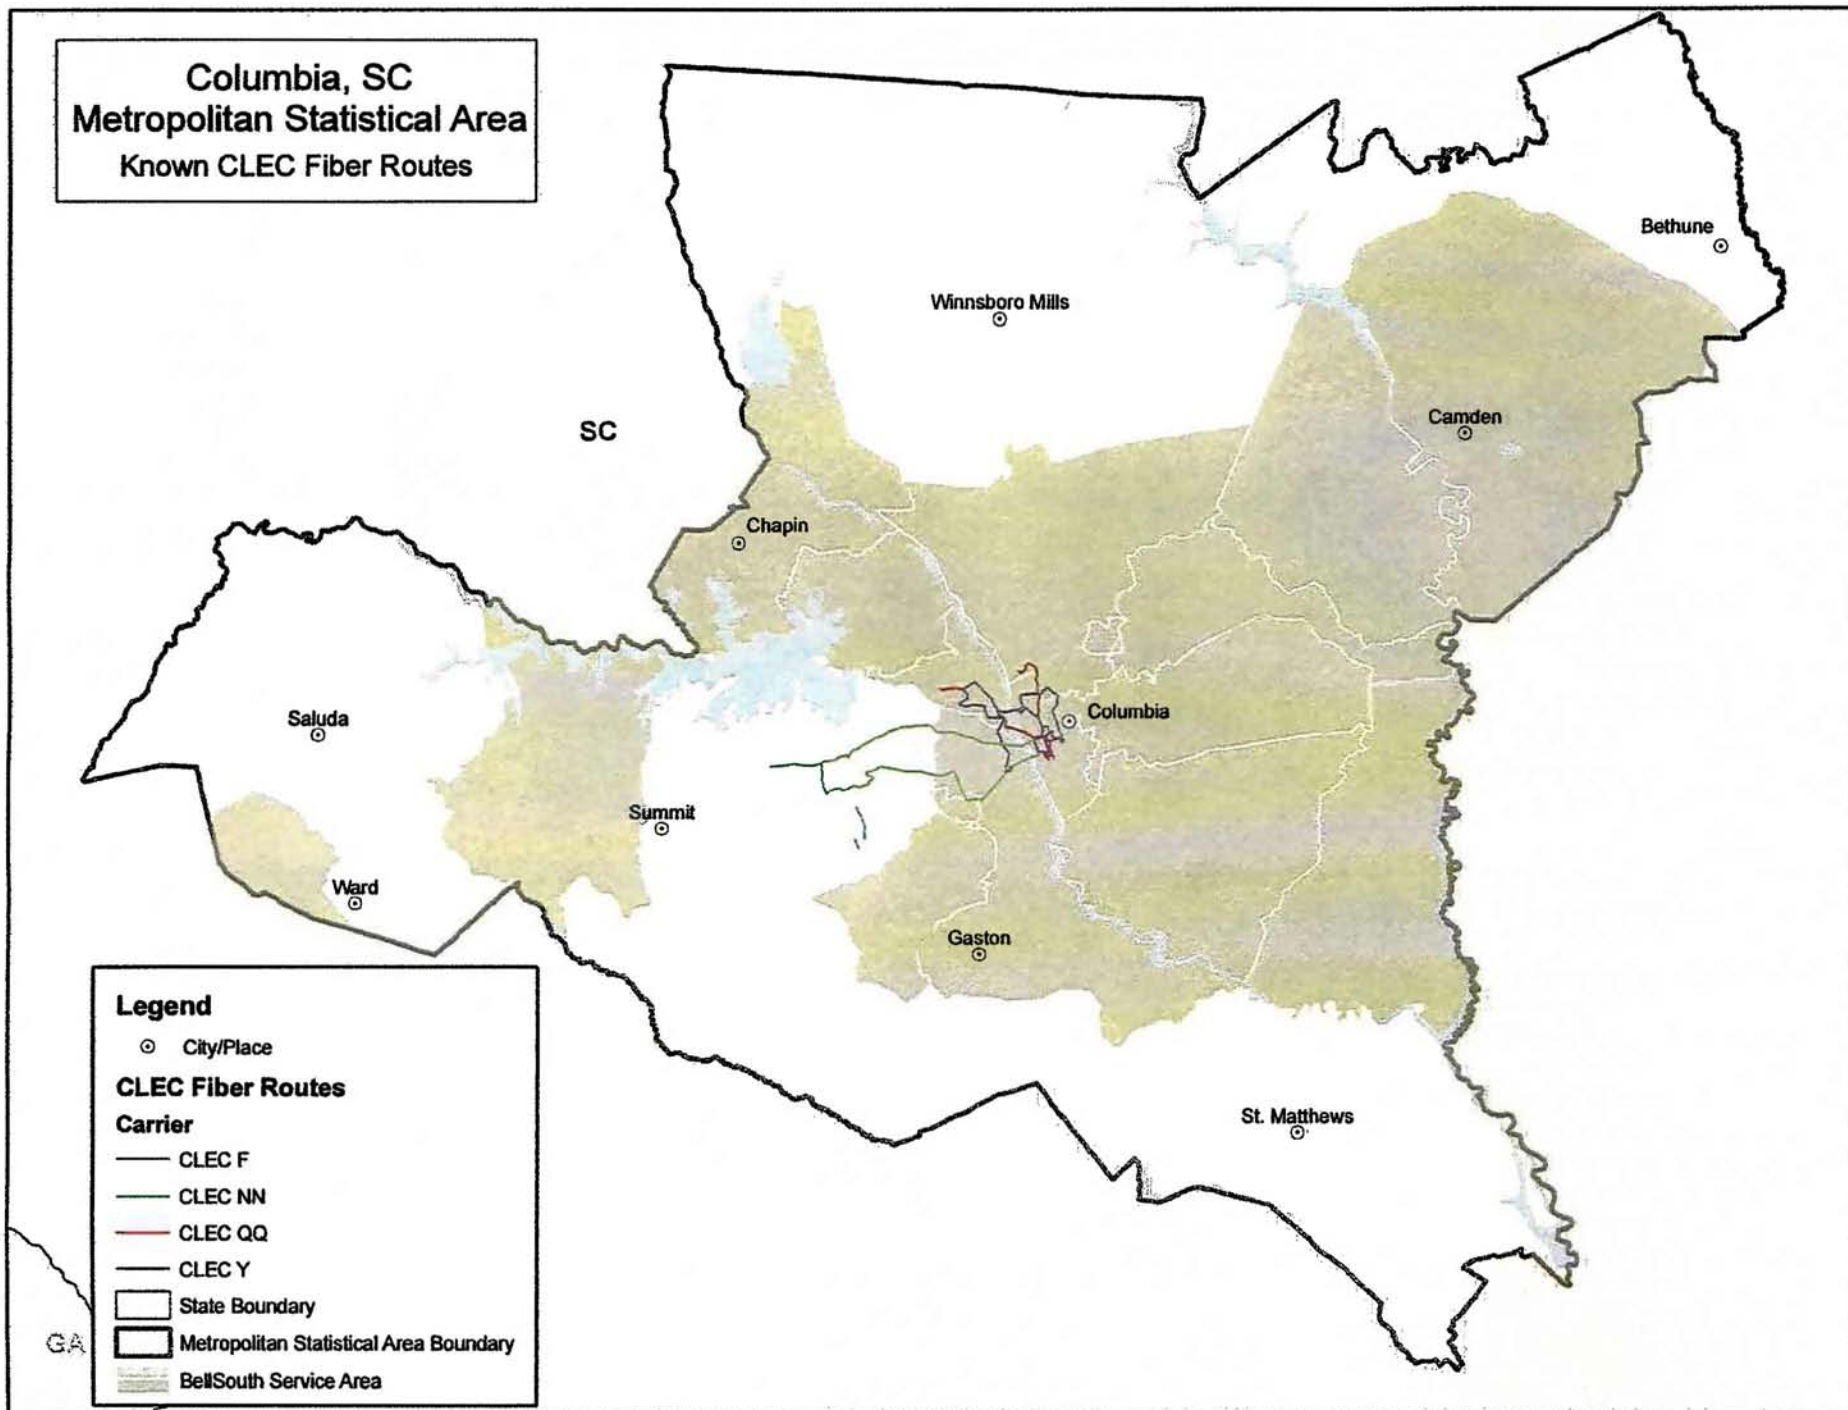 Columbia, SC
Metropolitan Statistical Area
Known CLEC Fiber Routes
Bethune
Winnsboro Mills
Camden
SC
Chapin
Columbia
Saluda
Summit
Ward
Gaston
St. Matthews
Legend
City/Place
CLEC Fiber Routes
Carrier
CLEC F
CLEC NN
CLEC QQ
CLEC Y
State Boundary
Metropolitan Statistical Area Boundary
BellSouth Service Area
GA